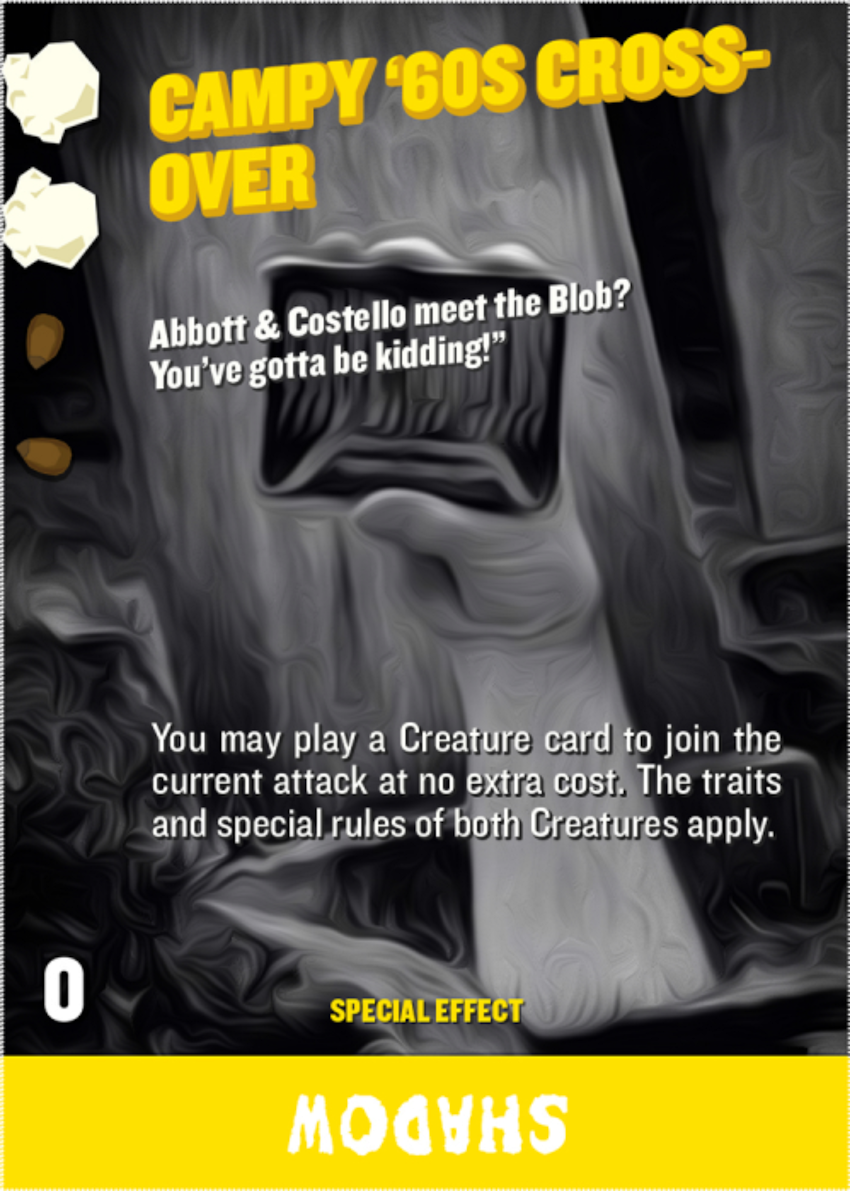 CAMPY ‘60S CROSS-
OVER
Abbott & Costello meet the Blob?
You’ve gotta be kidding!”
You may play a Creature card to join the
current attack at no extra cost. The traits
and special rules of both Creatures apply.
0
SPECIAL EFFECT
SHADOW